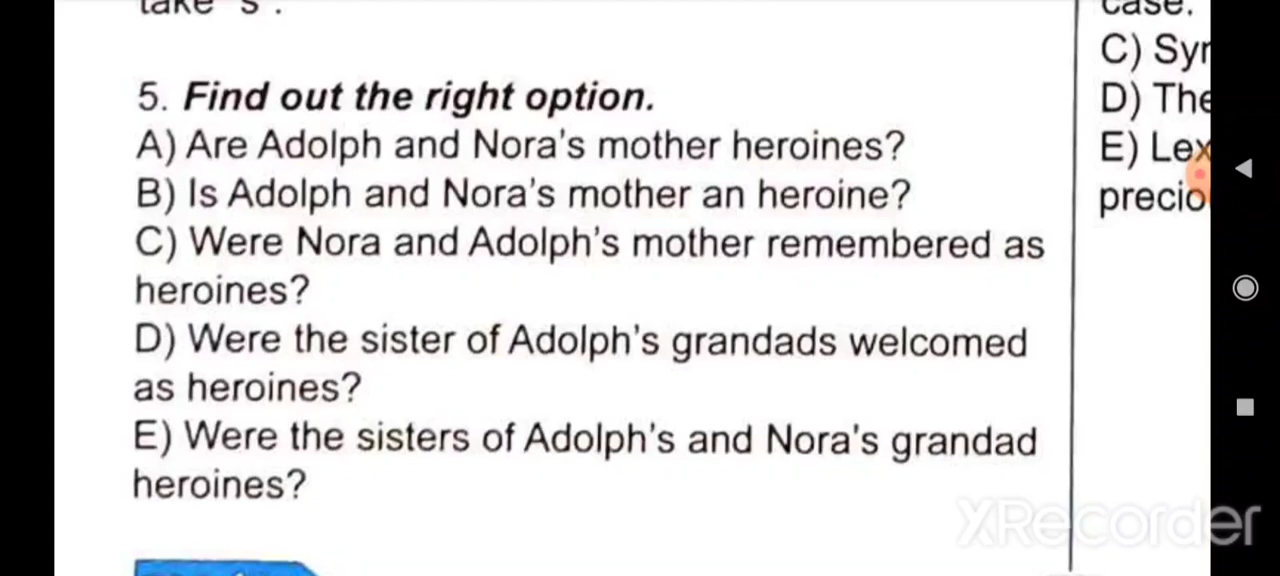 take 's'.
5. Find out the right option.
A) Are Adolph and Nora's mother heroines?
B) Is Adolph and Nora's mother an heroine?
C) Were Nora and Adolph's mother remembered as
heroines?
D) Were the sister of Adolph's grandads welcomed
as heroines?
E) Were the sisters of Adolph's and Nora's grandad
heroines?
case.
C) Syn
D) The
E) Lex
precio
XRecorder